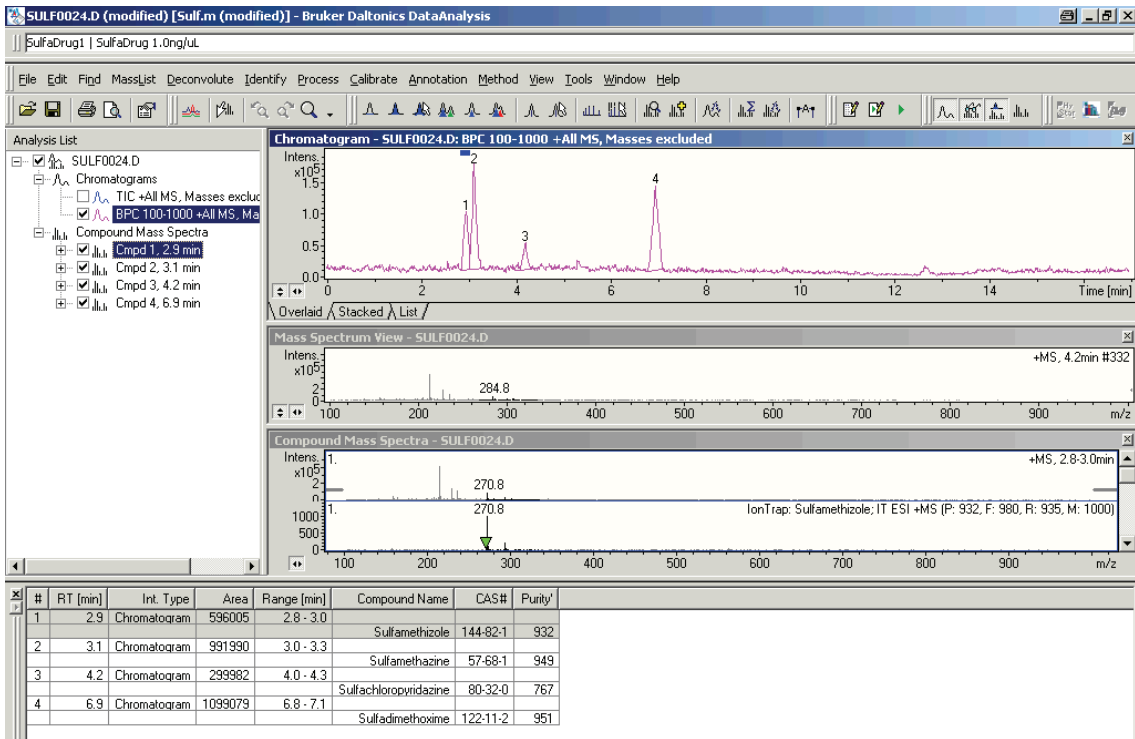 SULF0024.D (modified) [Sulf.m (modified)] - Bruker Daltonics DataAnalysis
SulfaDrug1 | SulfaDrug 1.0ng/uL
File Edit Find MassList Deconvolute Identify Process Calibrate Annotation Method View Tools Window Help
Analysis List
SULF0024.D
Chromatograms
TIC +All MS, Masses exclud
BPC 100-1000 +All MS, Ma
Compound Mass Spectra
Cmpd 1, 2.9 min
Cmpd 2, 3.1 min
Cmpd 3, 4.2 min
Cmpd 4, 6.9 min
Chromatogram - SULF0024.D: BPC 100-1000 +All MS, Masses excluded
Intens.
x105
1.5
1.0
0.5
0.0
1
2
3
4
0 2 4 6 8 10 12 14 Time [min]
Overlaid Stacked List
Mass Spectrum View - SULF0024.D
Intens.
x105
2
0
284.8
+MS, 4.2min #332
100 200 300 400 500 600 700 800 900 m/z
Compound Mass Spectra - SULF0024.D
Intens.
x105
2
0
1.
270.8
+MS, 2.8-3.0min
1000
500
0
1.
270.8
IonTrap: Sulfamethizole; IT ESI +MS (P: 932, F: 980, R: 935, M: 1000)
100 200 300 400 500 600 700 800 900 m/z
# RT [min] Int. Type Area Range [min] Compound Name CAS# Purity'
1 2.9 Chromatogram 596005 2.8 - 3.0
Sulfamethizole 144-82-1 932
2 3.1 Chromatogram 991990 3.0 - 3.3
Sulfamethazine 57-68-1 949
3 4.2 Chromatogram 299982 4.0 - 4.3
Sulfachloropyridazine 80-32-0 767
4 6.9 Chromatogram 1099079 6.8 - 7.1
Sulfadimethoxime 122-11-2 951